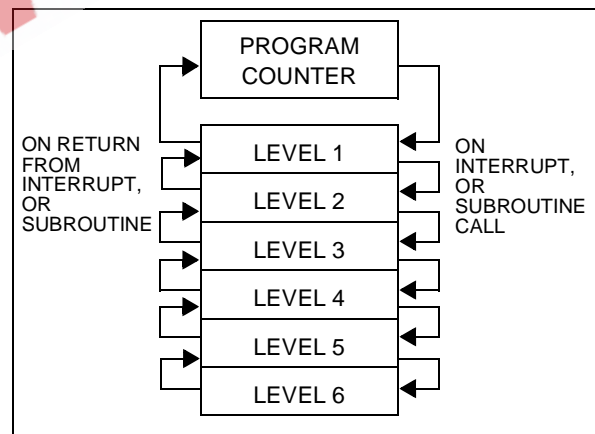 PROGRAM
COUNTER
ON RETURN
FROM
INTERRUPT,
OR
SUBROUTINE
LEVEL 1
LEVEL 2
LEVEL 3
LEVEL 4
LEVEL 5
LEVEL 6
ON
INTERRUPT,
OR
SUBROUTINE
CALL